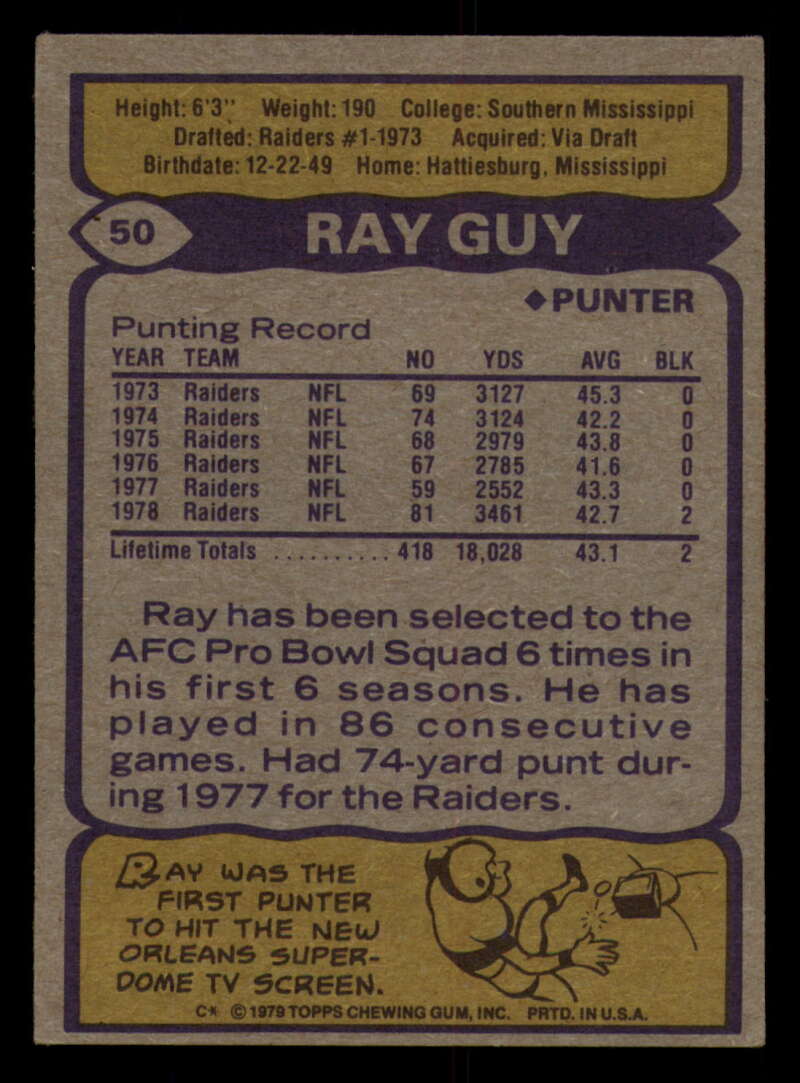 Height: 6'3" Weight: 190 College: Southern Mississippi
Drafted: Raiders #1-1973 Acquired: Via Draft
Birthdate: 12-22-49 Home: Hattiesburg, Mississippi
50 RAY GUY
◆PUNTER
Punting Record
YEAR TEAM NO YDS AVG BLK
1973 Raiders NFL 69 3127 45.3 0
1974 Raiders NFL 74 3124 42.2 0
1975 Raiders NFL 68 2979 43.8 0
1976 Raiders NFL 67 2785 41.6 0
1977 Raiders NFL 59 2552 43.3 0
1978 Raiders NFL 81 3461 42.7 2
Lifetime Totals .......... 418 18,028 43.1 2
Ray has been selected to the
AFC Pro Bowl Squad 6 times in
his first 6 seasons. He has
played in 86 consecutive
games. Had 74-yard punt dur-
ing 1977 for the Raiders.
RAY WAS THE
FIRST PUNTER
TO HIT THE NEW
ORLEANS SUPER-
DOME TV SCREEN.
C* © 1979 TOPPS CHEWING GUM, INC. PRTD. IN U.S.A.